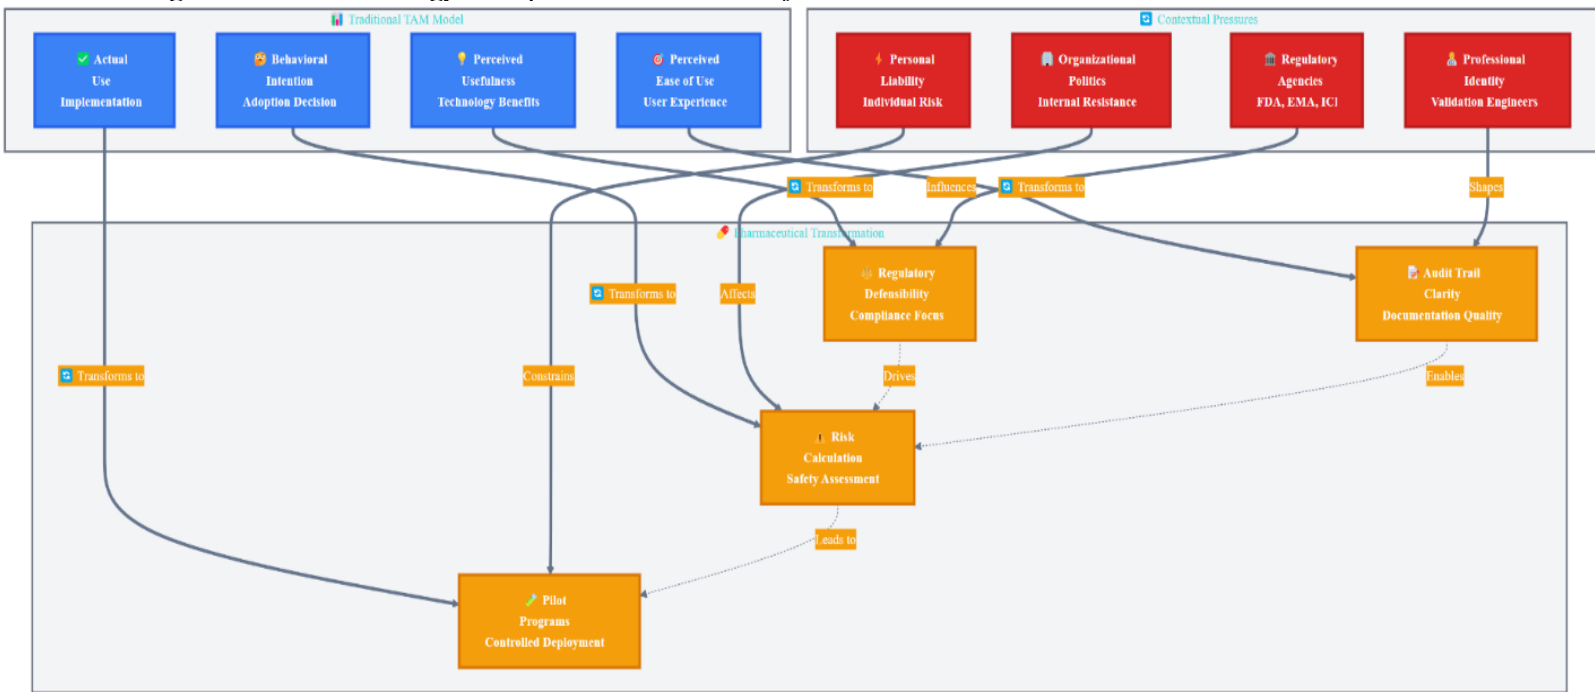 Traditional TAM Model
Contextual Pressures
Actual
Use
Implementation
Behavioral
Intention
Adoption Decision
Perceived
Usefulness
Technology Benefits
Perceived
Ease of Use
User Experience
Personal
Liability
Individual Risk
Organizational
Politics
Internal Resistance
Regulatory
Agencies
FDA, EMA, ICI
Professional
Identity
Validation Engineers
Transforms to
Influences
Transforms to
Shapes
Pharmaceutical Transformation
Regulatory
Defensibility
Compliance Focus
Audit Trail
Clarity
Documentation Quality
Transforms to
Affects
Transforms to
Constrains
Drives
Enables
Risk
Calculation
Safety Assessment
Leads to
Pilot
Programs
Controlled Deployment